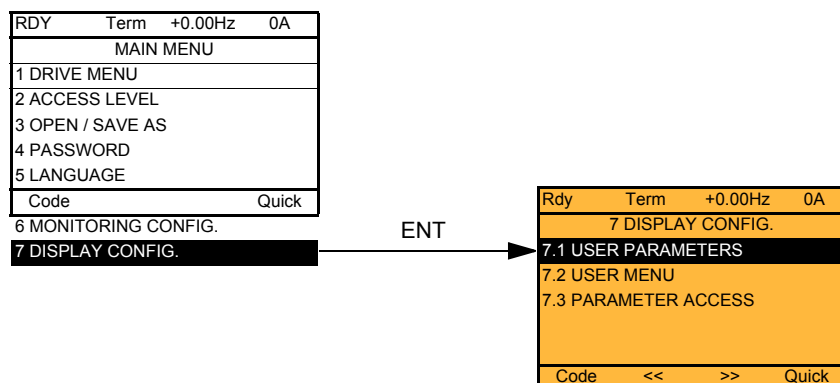 RDY Term +0.00Hz 0A
MAIN MENU
1 DRIVE MENU
2 ACCESS LEVEL
3 OPEN / SAVE AS
4 PASSWORD
5 LANGUAGE
Code Quick
6 MONITORING CONFIG.
7 DISPLAY CONFIG.
ENT
Rdy Term +0.00Hz 0A
7 DISPLAY CONFIG.
7.1 USER PARAMETERS
7.2 USER MENU
7.3 PARAMETER ACCESS
Code << >> Quick